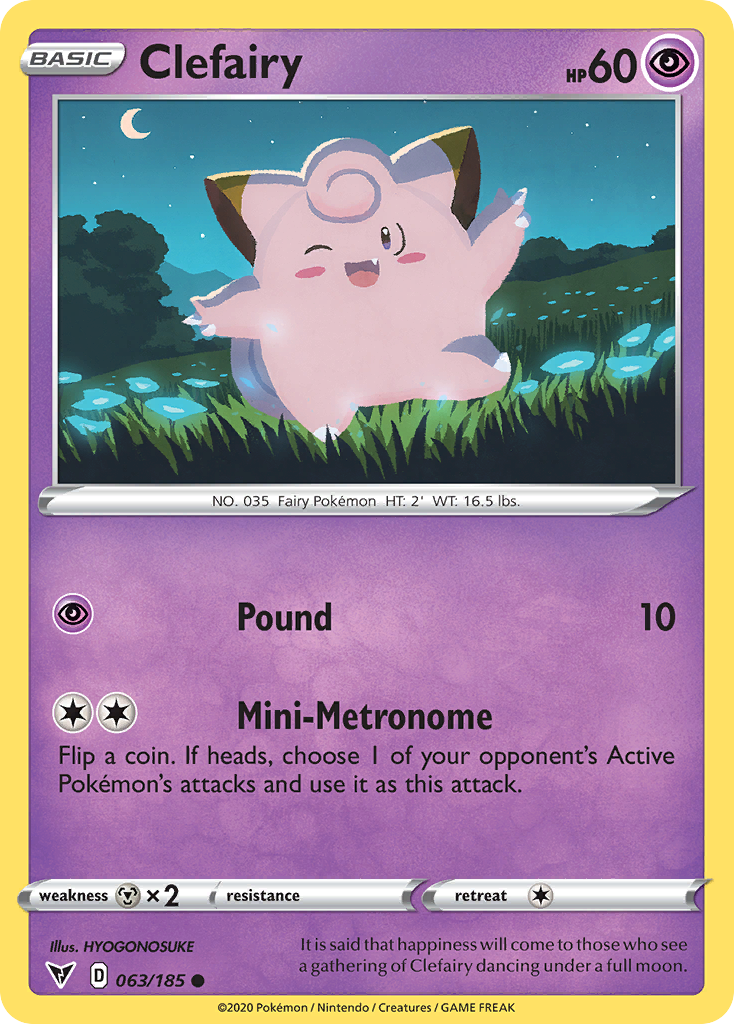 BASIC Clefairy HP60
NO. 035 Fairy Pokémon HT: 2' WT: 16.5 lbs.
Pound 10
Mini-Metronome
Flip a coin. If heads, choose 1 of your opponent's Active
Pokémon's attacks and use it as this attack.
weakness ×2 resistance retreat
Illus. HYOGONOSUKE
It is said that happiness will come to those who see
a gathering of Clefairy dancing under a full moon.
D 063/185
©2020 Pokémon / Nintendo / Creatures / GAME FREAK